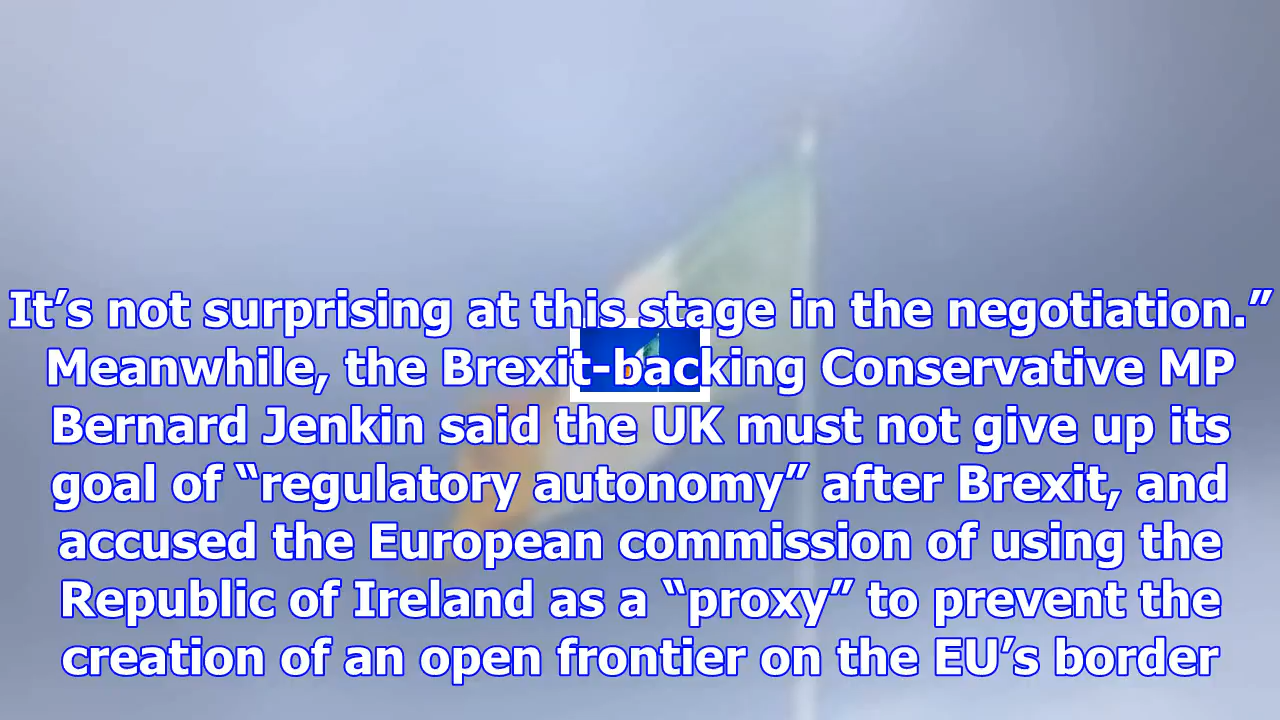 It’s not surprising at this stage in the negotiation.”
Meanwhile, the Brexit-backing Conservative MP
Bernard Jenkin said the UK must not give up its
goal of “regulatory autonomy” after Brexit, and
accused the European commission of using the
Republic of Ireland as a “proxy” to prevent the
creation of an open frontier on the EU’s border